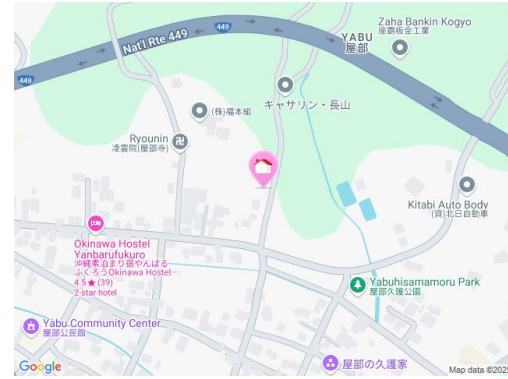 449
Nat'l Rte 449
449
YABU
屋部
Zaha Bankin Kogyo
座覇板金工業
キャサリン・長山
(株)福本組
Ryounin
凌雲院(屋部寺)
Kitabi Auto Body
(資)北日自動車
Okinawa Hostel
Yanbarufukuro
沖縄素泊まり宿やんばる
ふくろうOkinawa Hostel…
4.5★(39)
2-star hotel
Yabuhisamamoru Park
屋部久護公園
Yabu Community Center
屋部公民館
屋部の久護家
Google
Map data ©2025